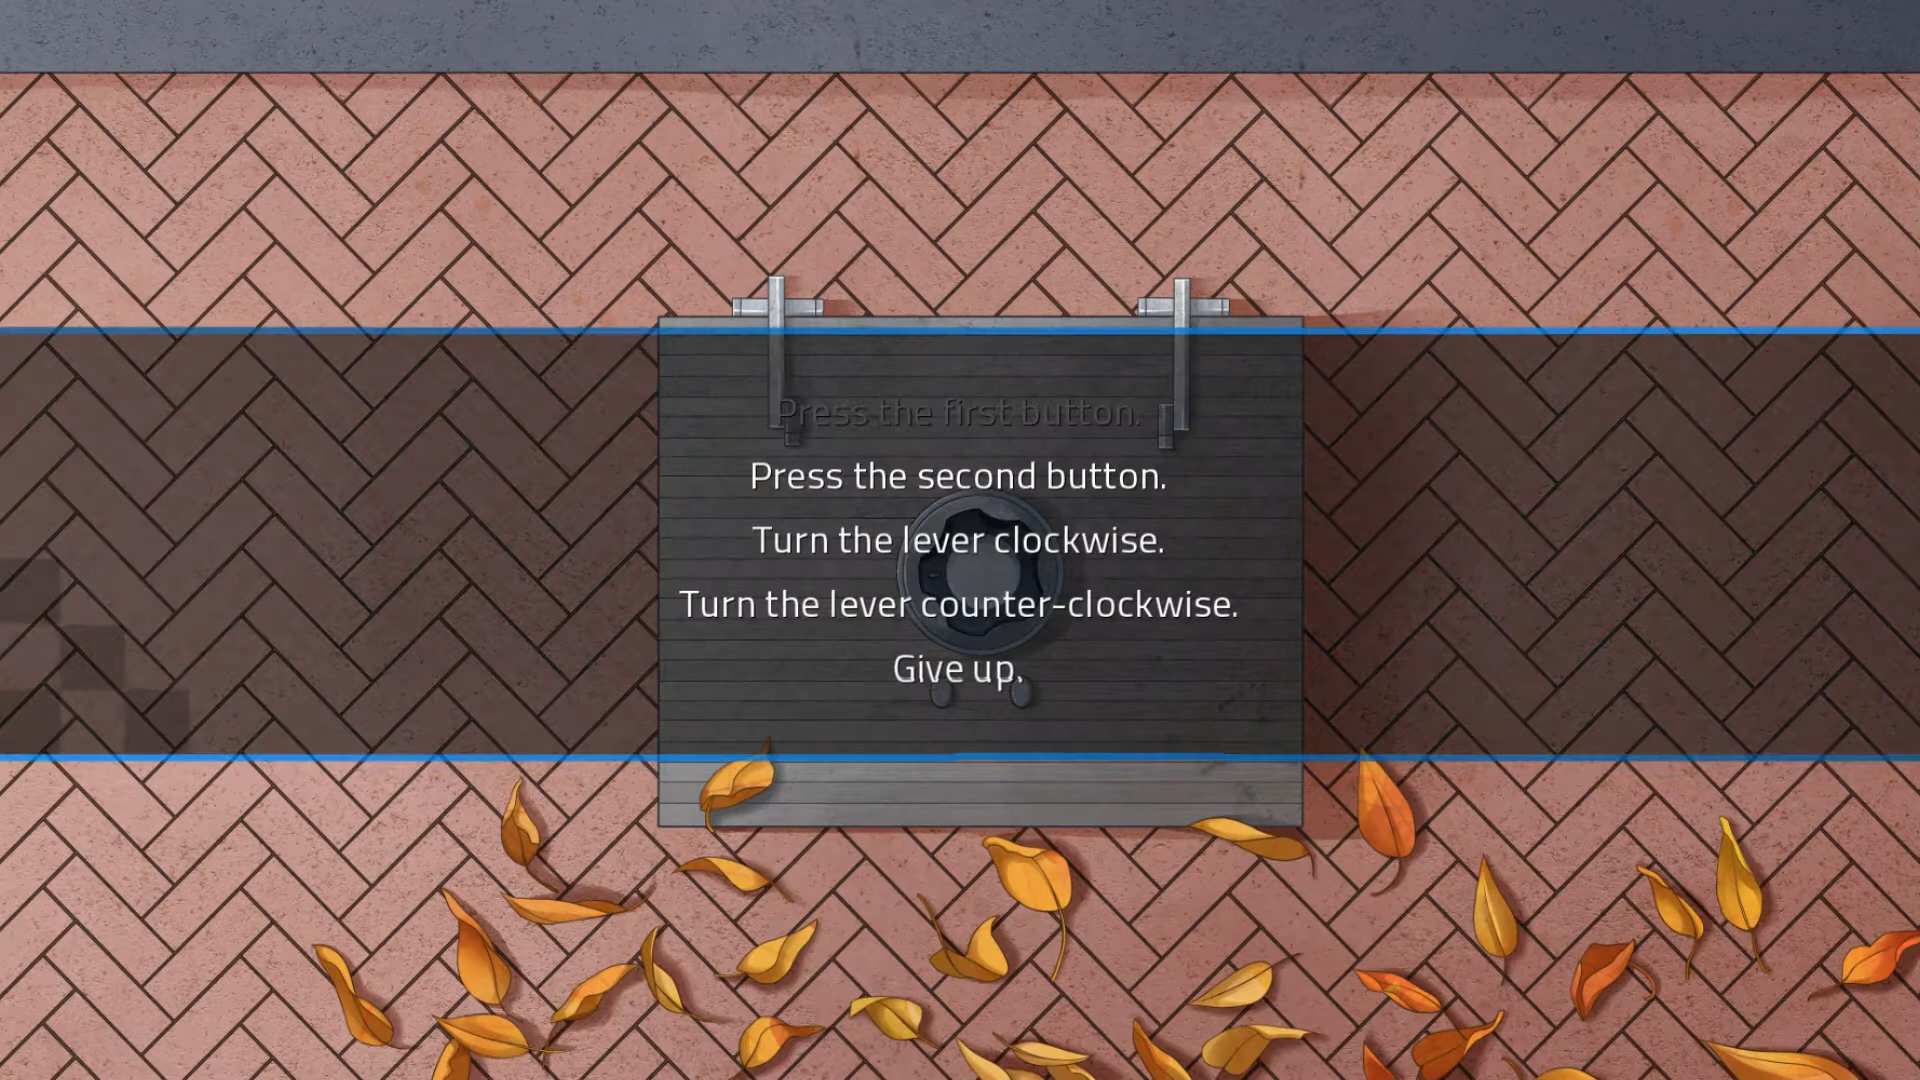 Press the first button.
Press the second button.
Turn the lever clockwise.
Turn the lever counter-clockwise.
Give up.